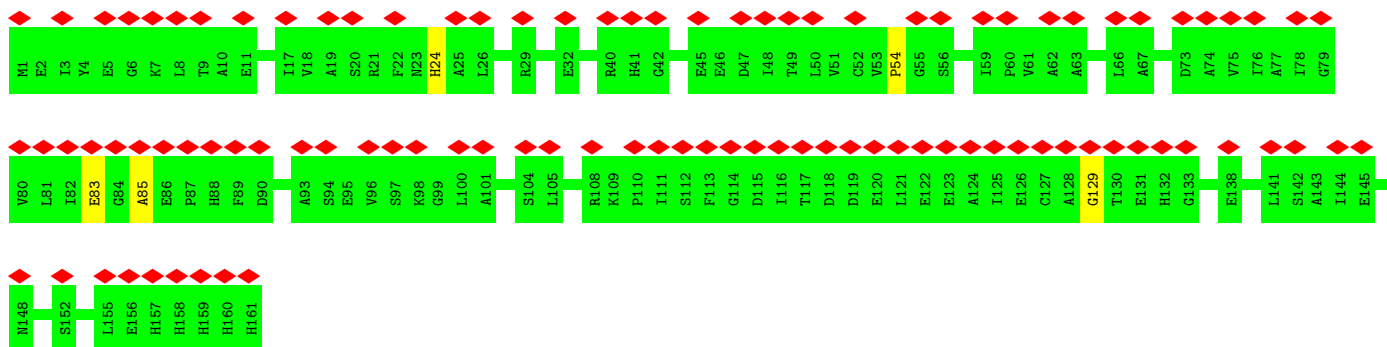 M1 E2 I3 Y4 E5 G6 K7 L8 T9 A10 E11 I17 V18 A19 S20 R21 F22 N23 H24 A25 L26 R29 E32 R40 H41 G42 E45 E46 D47 I48 T49 L50 V51 C52 V53 P54 G55 S56 I59 P60 V61 A62 A63 L66 A67 D73 A74 V75 I76 A77 I78 G79
V80 L81 I82 E83 G84 A85 E86 P87 H88 F89 D90 A93 S94 E95 V96 S97 K98 G99 L100 A101 S104 L105 R108 K109 P110 I111 S112 F113 G114 D115 I116 T117 D118 D119 E120 L121 E122 E123 A124 I125 E126 C127 A128 G129 T130 E131 H132 G133 E138 L141 S142 A143 I144 E145
N148 S152 L155 E156 H157 H158 H159 H160 H161